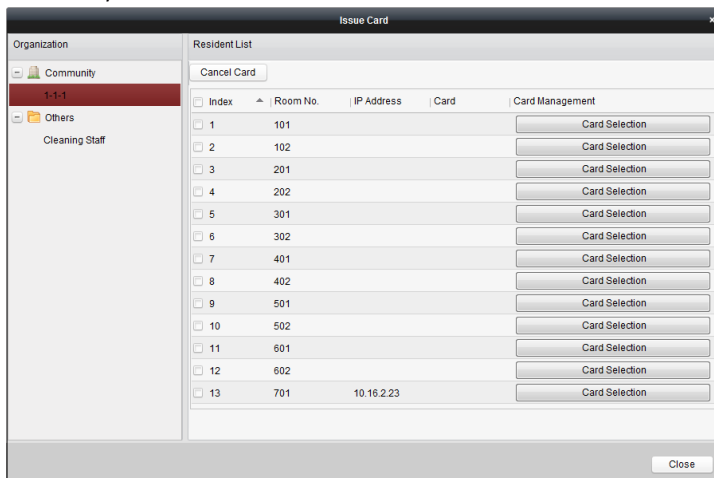 Issue Card
Organization
Resident List
Community
1-1-1
Others
Cleaning Staff
Cancel Card
Index Room No. IP Address Card Card Management
1 101 Card Selection
2 102 Card Selection
3 201 Card Selection
4 202 Card Selection
5 301 Card Selection
6 302 Card Selection
7 401 Card Selection
8 402 Card Selection
9 501 Card Selection
10 502 Card Selection
11 601 Card Selection
12 602 Card Selection
13 701 10.16.2.23 Card Selection
Close